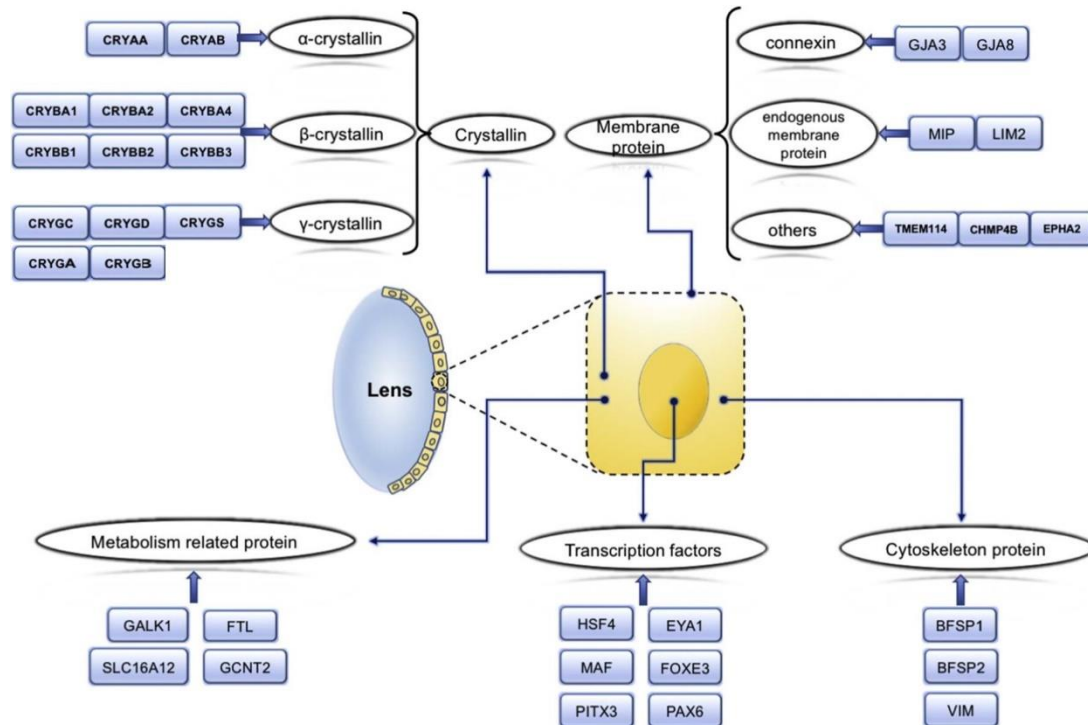 CRYAA CRYAB
α-crystallin
CRYBA1 CRYBA2 CRYBA4
CRYBB1 CRYBB2 CRYBB3
β-crystallin
CRYGC CRYGD CRYGS
CRYGA CRYGB
γ-crystallin
Crystallin
Membrane
protein
connexin
GJA3 GJA8
endogenous
membrane
protein
MIP LIM2
others
TMEM114 CHMP4B EPHA2
Lens
Metabolism related protein
GALK1 FTL
SLC16A12 GCNT2
Transcription factors
HSF4 EYA1
MAF FOXE3
PITX3 PAX6
Cytoskeleton protein
BFSP1
BFSP2
VIM